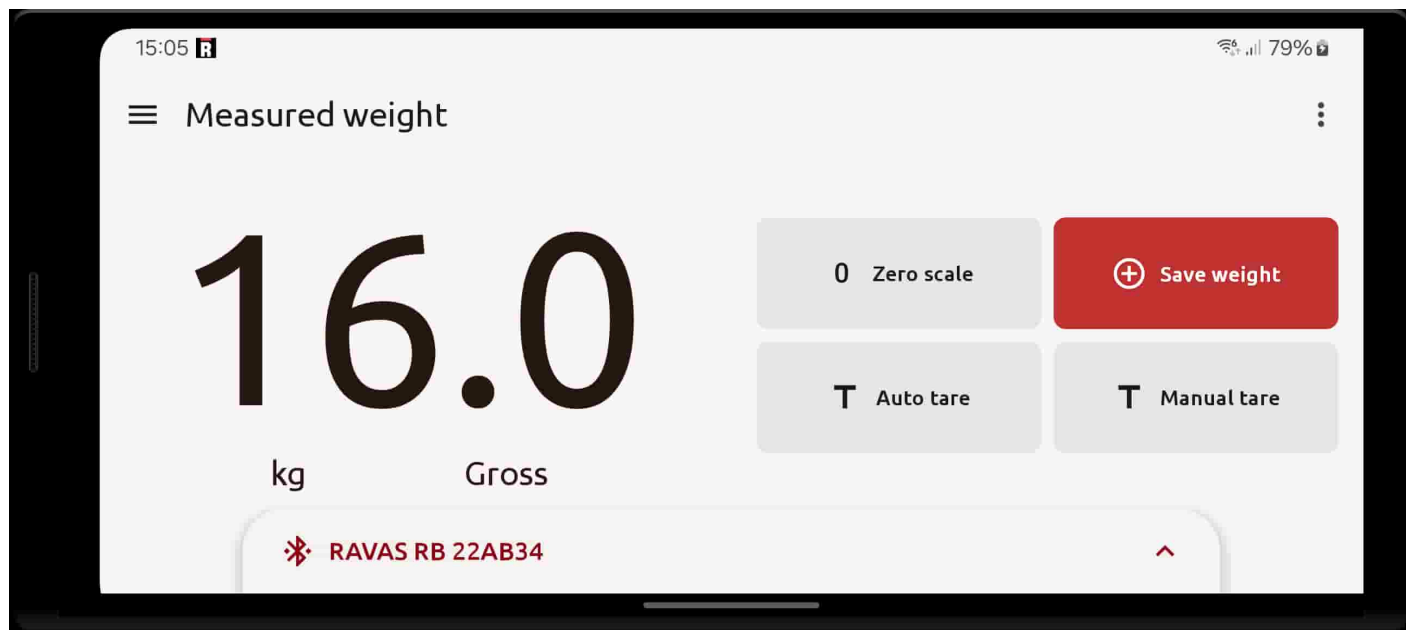 15:05 R 79%
Measured weight
16.0
kg Gross
0 Zero scale
Save weight
T Auto tare
T Manual tare
RAVAS RB 22AB34